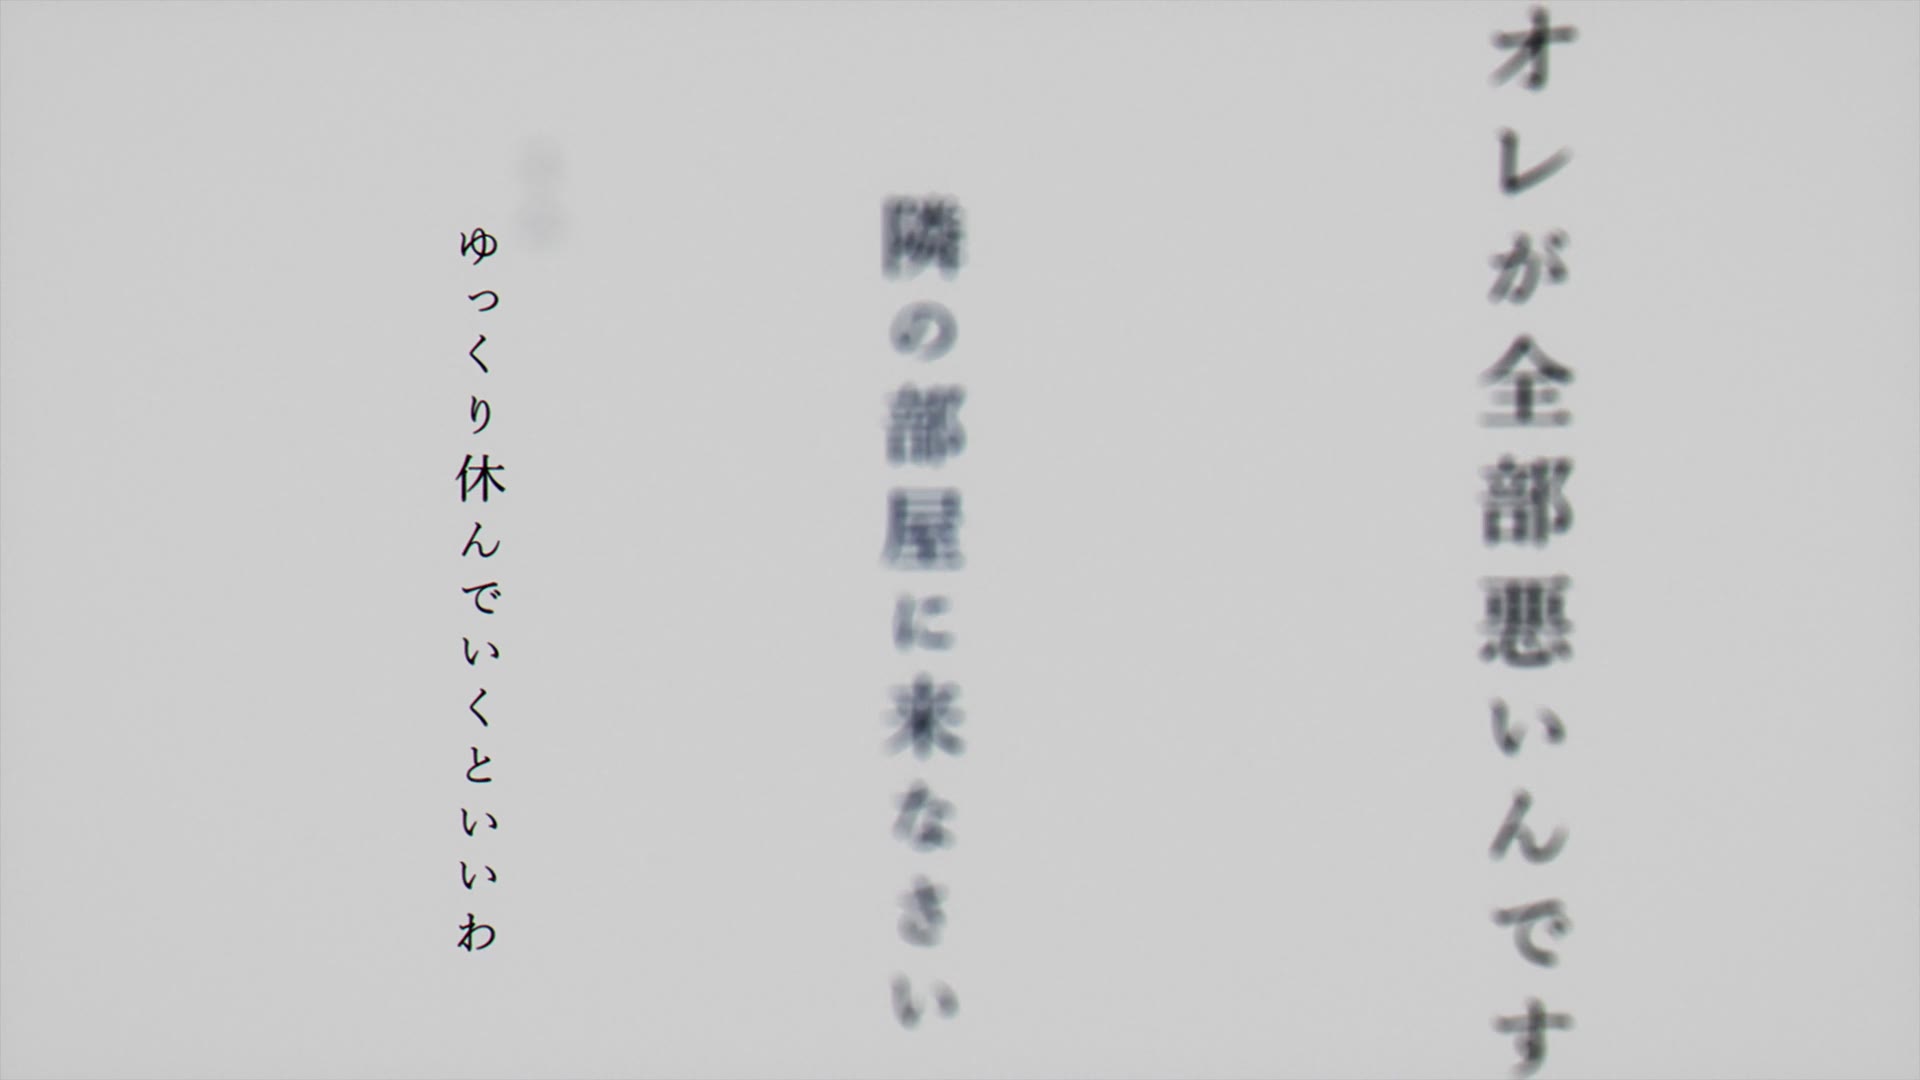 オレが全部悪いんです
隣の部屋に来なさい
ゆっくり休んでいくといいわ